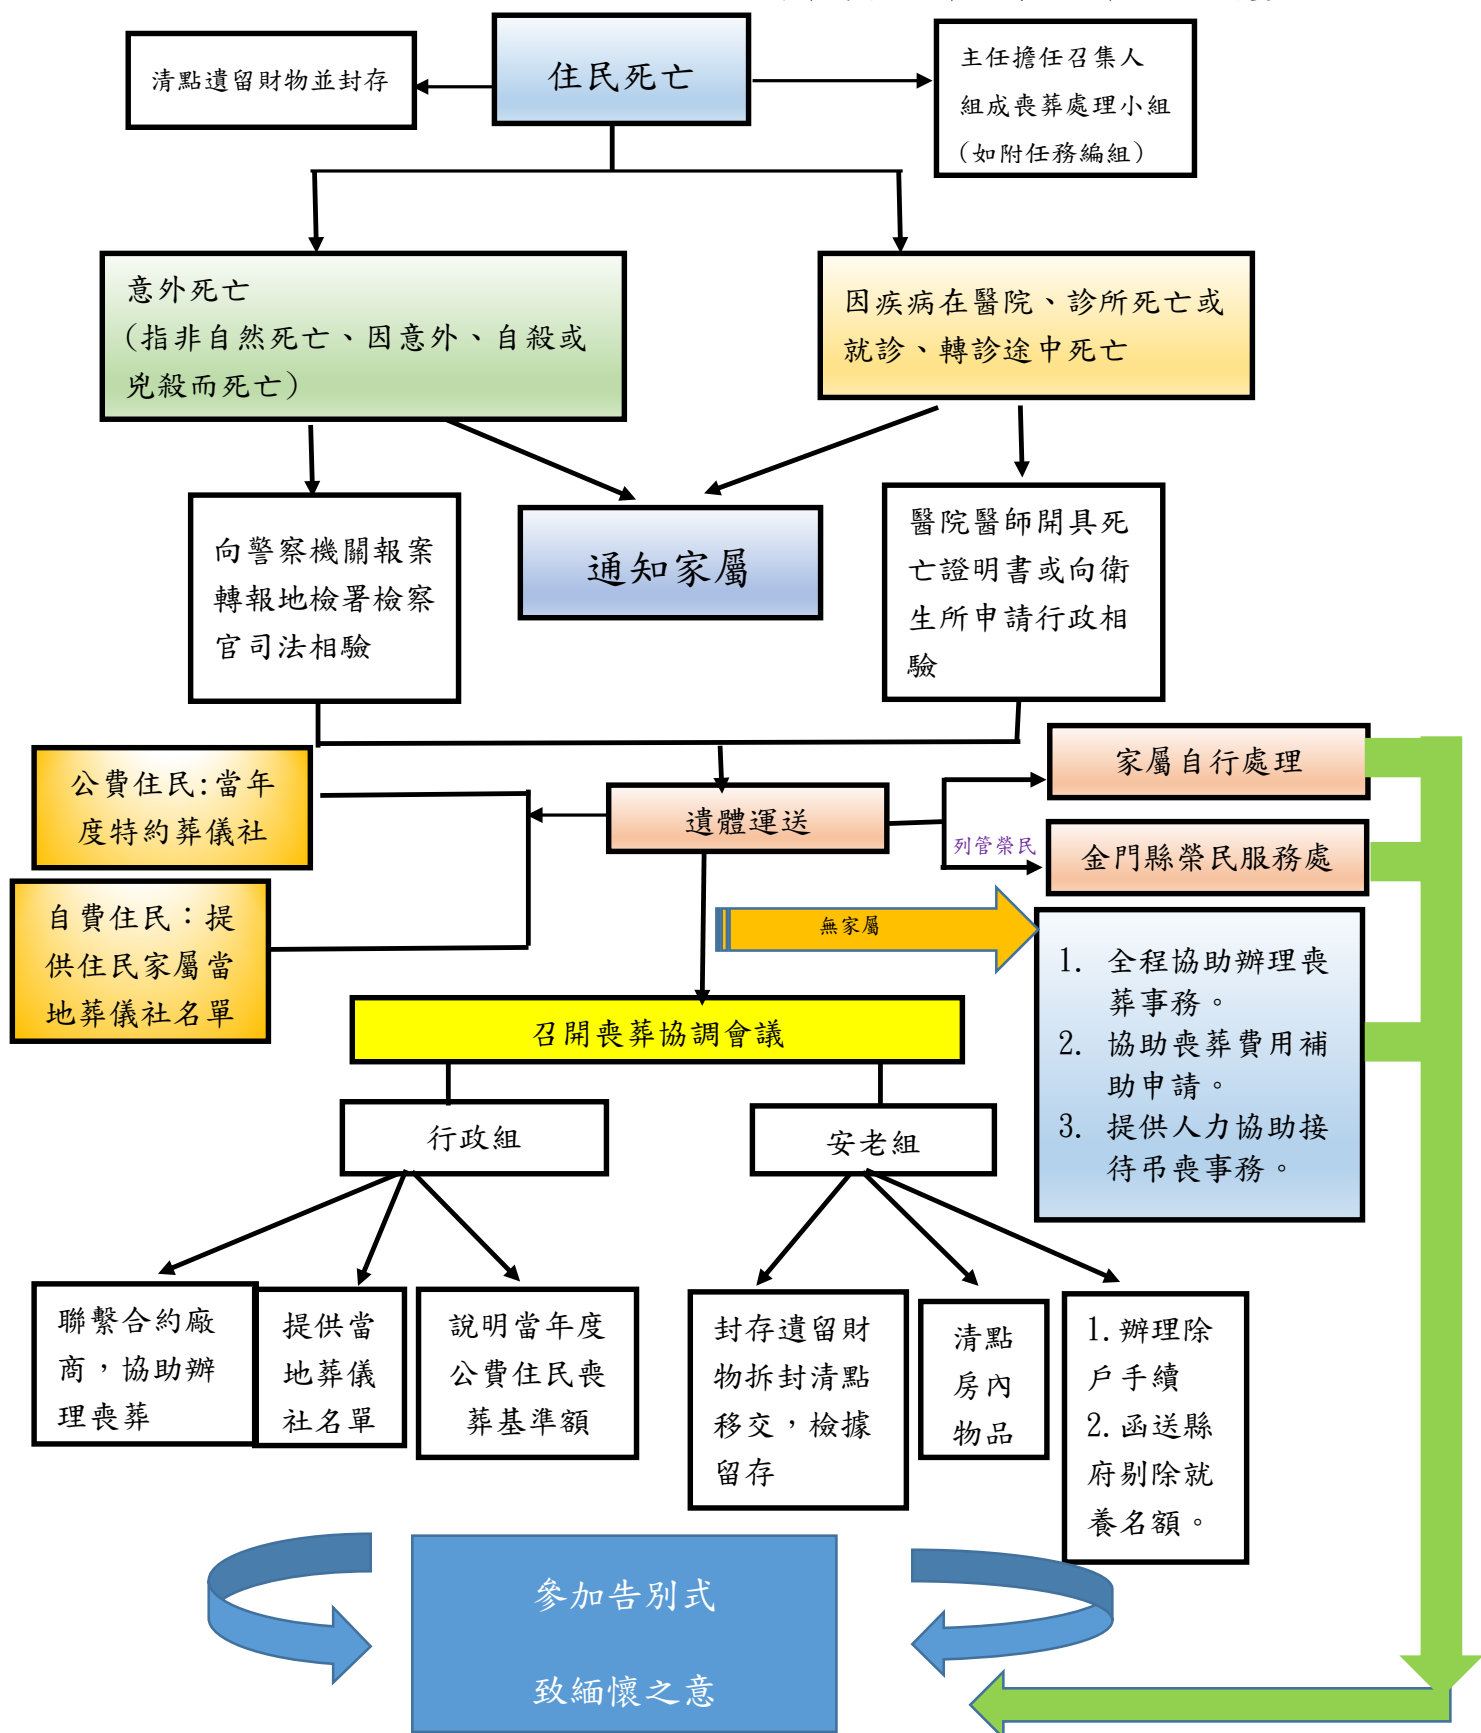 住民死亡
清點遺留財物並封存
主任擔任召集人
組成喪葬處理小組
(如附任務編組)
意外死亡
(指非自然死亡、因意外、自殺或
兇殺而死亡)
因疾病在醫院、診所死亡或
就診、轉診途中死亡
向警察機關報案
轉報地檢署檢察
官司法相驗
通知家屬
醫院醫師開具死
亡證明書或向衛
生所申請行政相
驗
公費住民:當年
度特約葬儀社
自費住民：提
供住民家屬當
地葬儀社名單
遺體運送
家屬自行處理
列管榮民
金門縣榮民服務處
無家屬
1. 全程協助辦理喪
葬事務。
2. 協助喪葬費用補
助申請。
3. 提供人力協助接
待弔喪事務。
召開喪葬協調會議
行政組
安老組
聯繫合約廠
商，協助辦
理喪葬
提供當
地葬儀
社名單
說明當年度
公費住民喪
葬基準額
封存遺留財
物拆封清點
移交，檢據
留存
清點
房內
物品
1.辦理除
戶手續
2.函送縣
府剔除就
養名額。
參加告別式
致緬懷之意